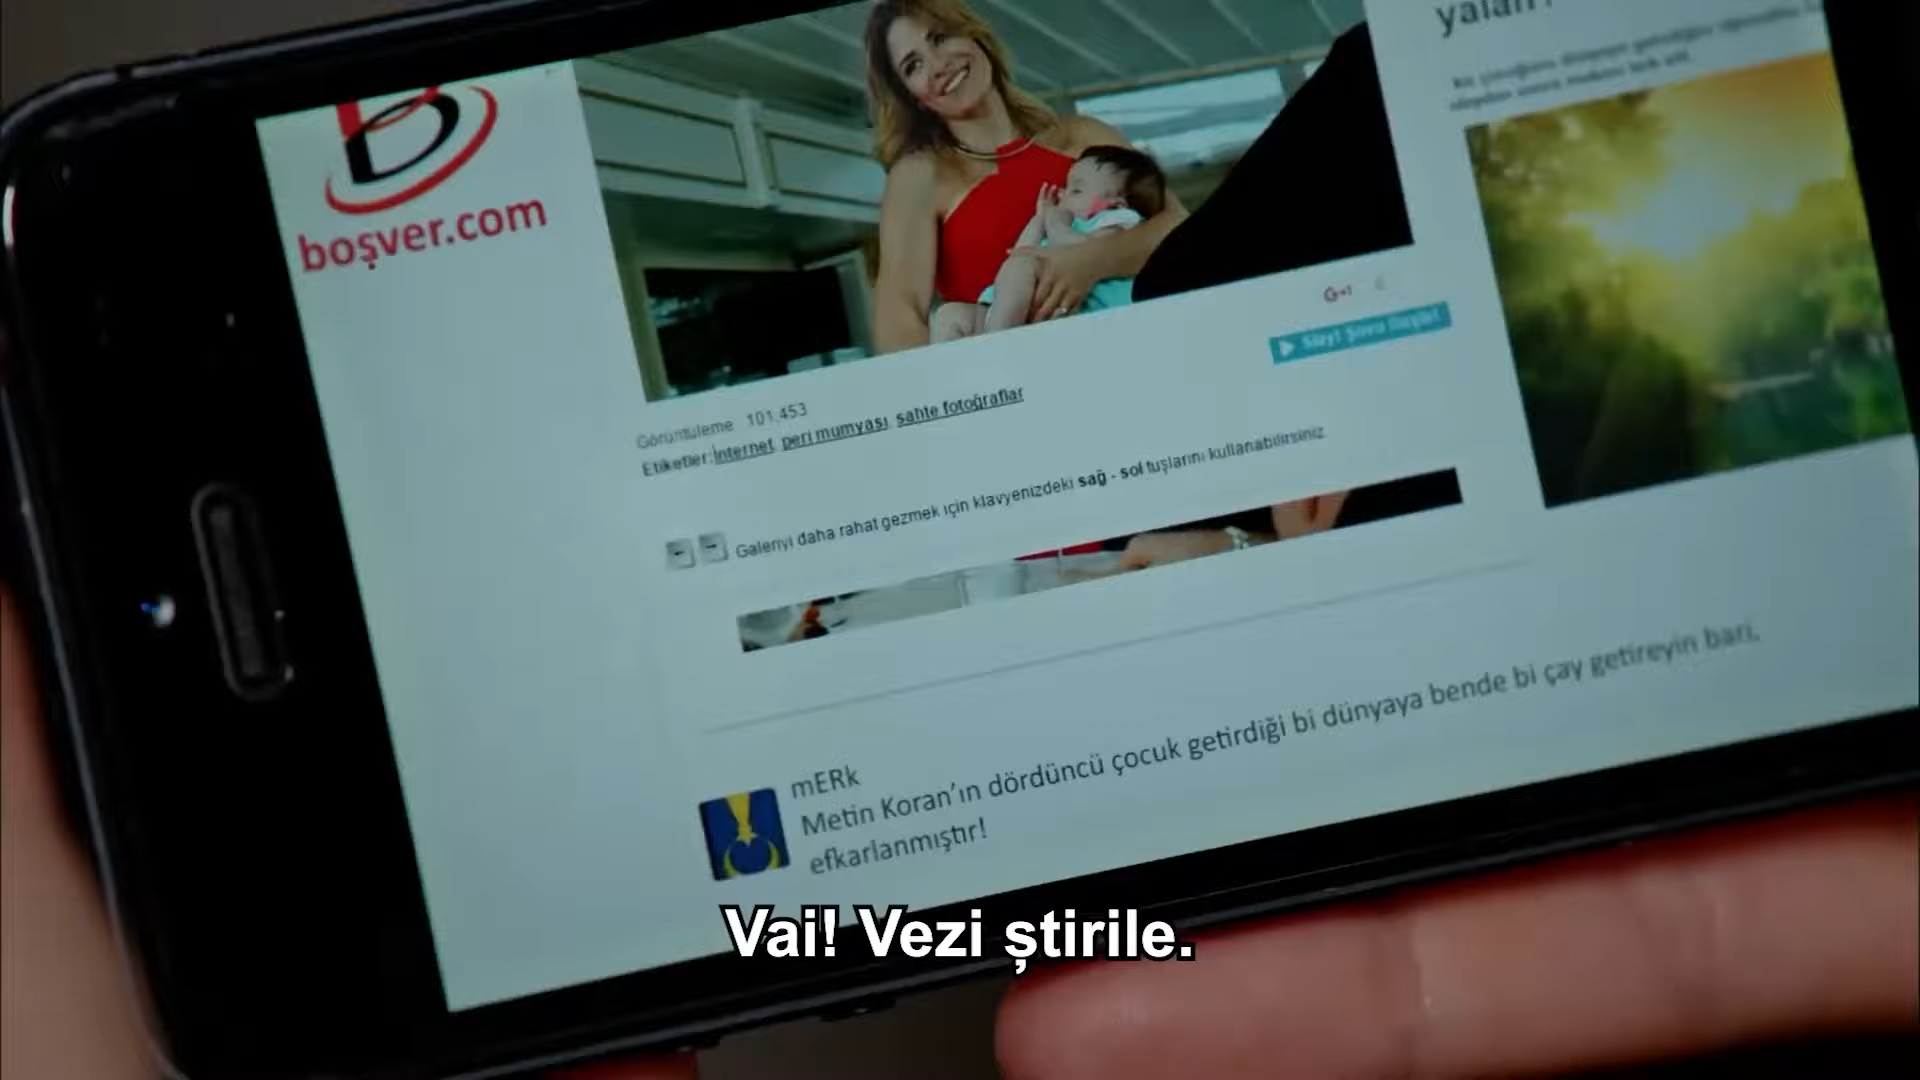 yalan?
boşver.com
G+1
Görüntüleme 101.453
Etiketler:İnternet, peri mumyası, sahte fotoğraflar
Galeriyi daha rahat gezmek için klavyenizdeki sağ - sol tuşlarını kullanabilirsiniz
mERk
Metin Koran'ın dördüncü çocuk getirdiği bi dünyaya bende bi çay getireyin bari.
efkarlanmıştır!
Vai! Vezi știrile.